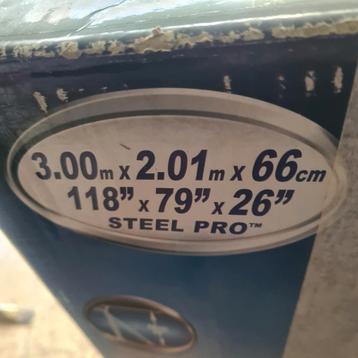 3.00m x 2.01m x 66cm
118” x 79” x 26”
STEEL PRO™